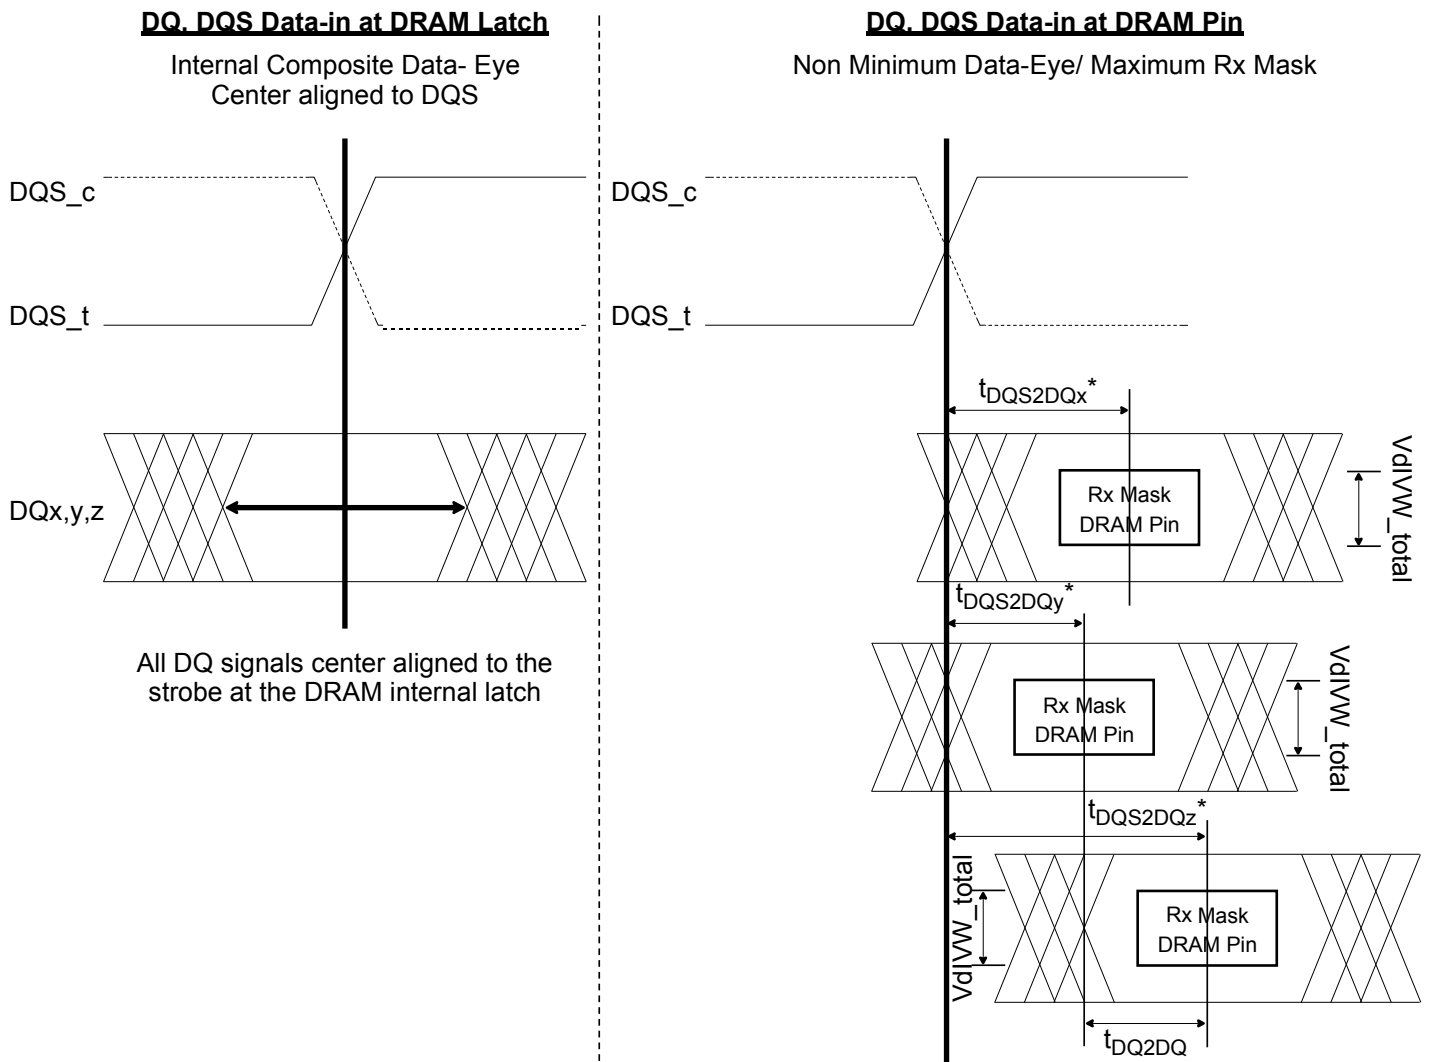 DQ, DQS Data-in at DRAM Latch
Internal Composite Data- Eye
Center aligned to DQS
DQS_c
DQS_t
DQx,y,z
All DQ signals center aligned to the
strobe at the DRAM internal latch
DQ, DQS Data-in at DRAM Pin
Non Minimum Data-Eye/ Maximum Rx Mask
DQS_c
DQS_t
tDQS2DQx*
Rx Mask
DRAM Pin
VdIVW_total
tDQS2DQy*
Rx Mask
DRAM Pin
VdIVW_total
tDQS2DQz*
VdIVW_total
Rx Mask
DRAM Pin
tDQ2DQ